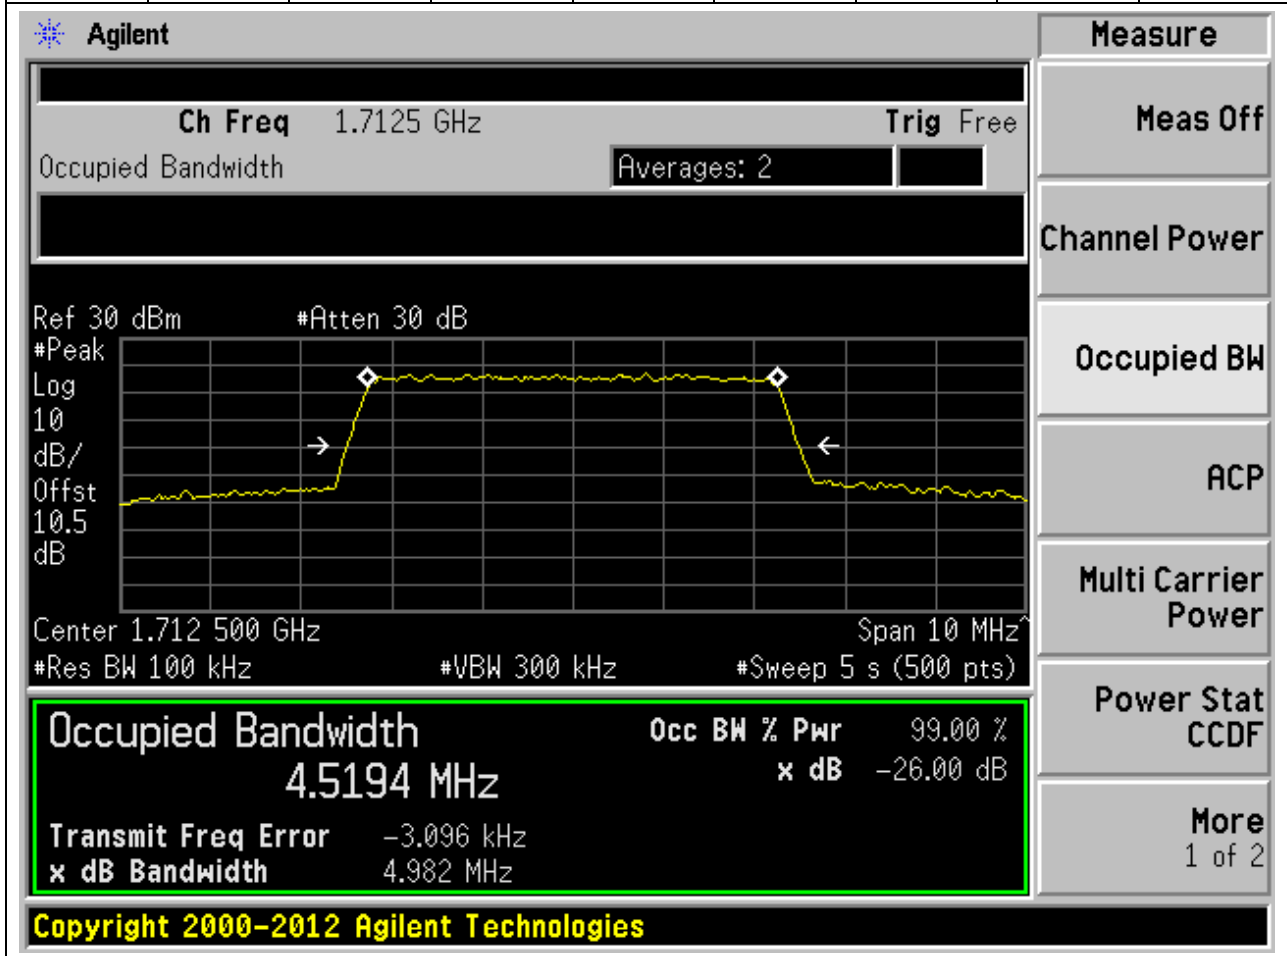 Agilent
Measure
Ch Freq 1.7125 GHz Trig Free
Occupied Bandwidth Averages: 2
Meas Off
Channel Power
Occupied BW
ACP
Multi Carrier
Power
Power Stat
CCDF
More
1 of 2
Ref 30 dBm #Atten 30 dB
#Peak
Log
10
dB/
Offst
10.5
dB
Center 1.712 500 GHz Span 10 MHz^
#Res BW 100 kHz #VBW 300 kHz #Sweep 5 s (500 pts)
Occupied Bandwidth Occ BW % Pwr 99.00 %
4.5194 MHz x dB -26.00 dB
Transmit Freq Error -3.096 kHz
x dB Bandwidth 4.982 MHz
Copyright 2000-2012 Agilent Technologies